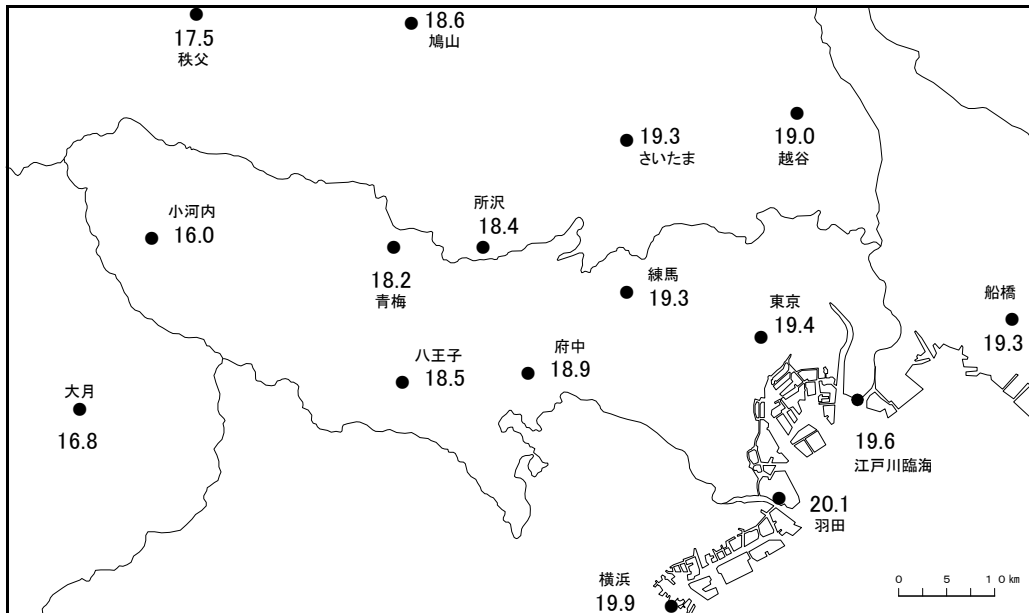 17.5
秩父
18.6
鳩山
19.3
さいたま
19.0
越谷
小河内
16.0
所沢
18.4
18.2
青梅
練馬
19.3
東京
19.4
船橋
19.3
八王子
18.5
府中
18.9
大月
16.8
19.6
江戸川臨海
20.1
羽田
横浜
19.9
0 5 10km